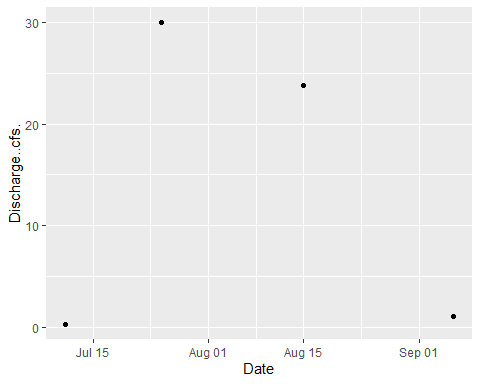 30
20
10
0
Discharge..cfs.
Jul 15
Aug 01
Aug 15
Sep 01
Date